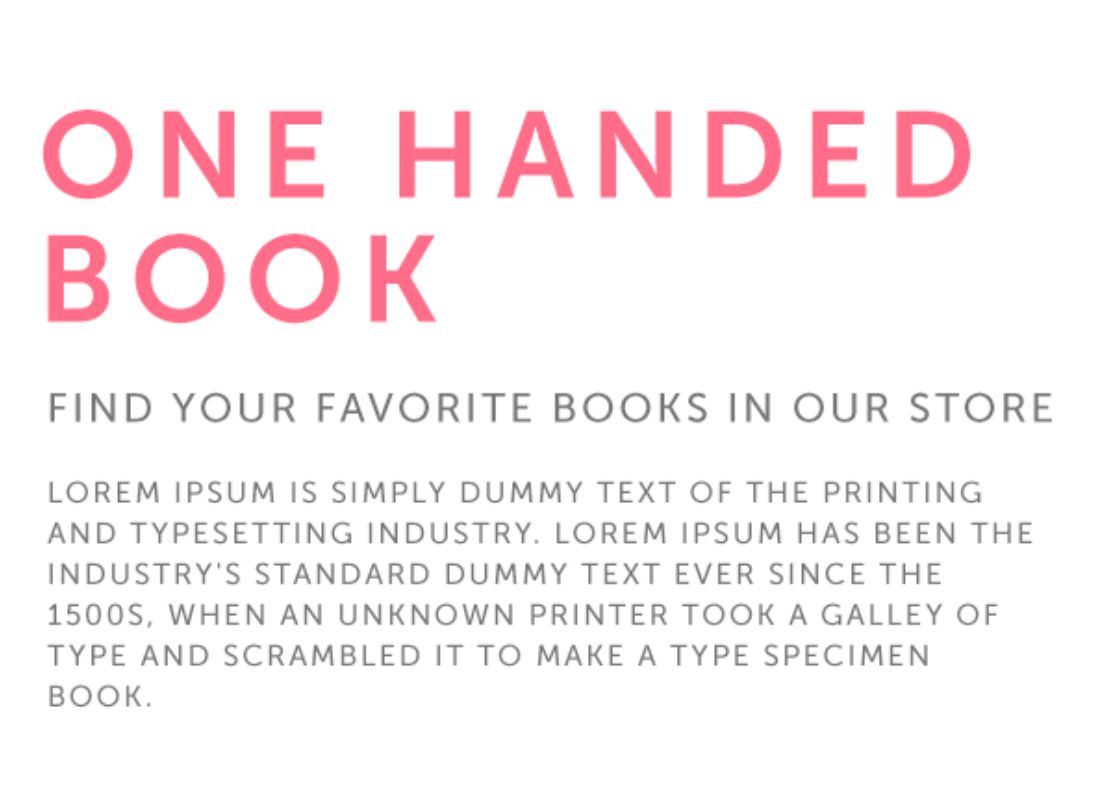 ONE HANDED
BOOK
FIND YOUR FAVORITE BOOKS IN OUR STORE
LOREM IPSUM IS SIMPLY DUMMY TEXT OF THE PRINTING
AND TYPESETTING INDUSTRY. LOREM IPSUM HAS BEEN THE
INDUSTRY'S STANDARD DUMMY TEXT EVER SINCE THE
1500S, WHEN AN UNKNOWN PRINTER TOOK A GALLEY OF
TYPE AND SCRAMBLED IT TO MAKE A TYPE SPECIMEN
BOOK.